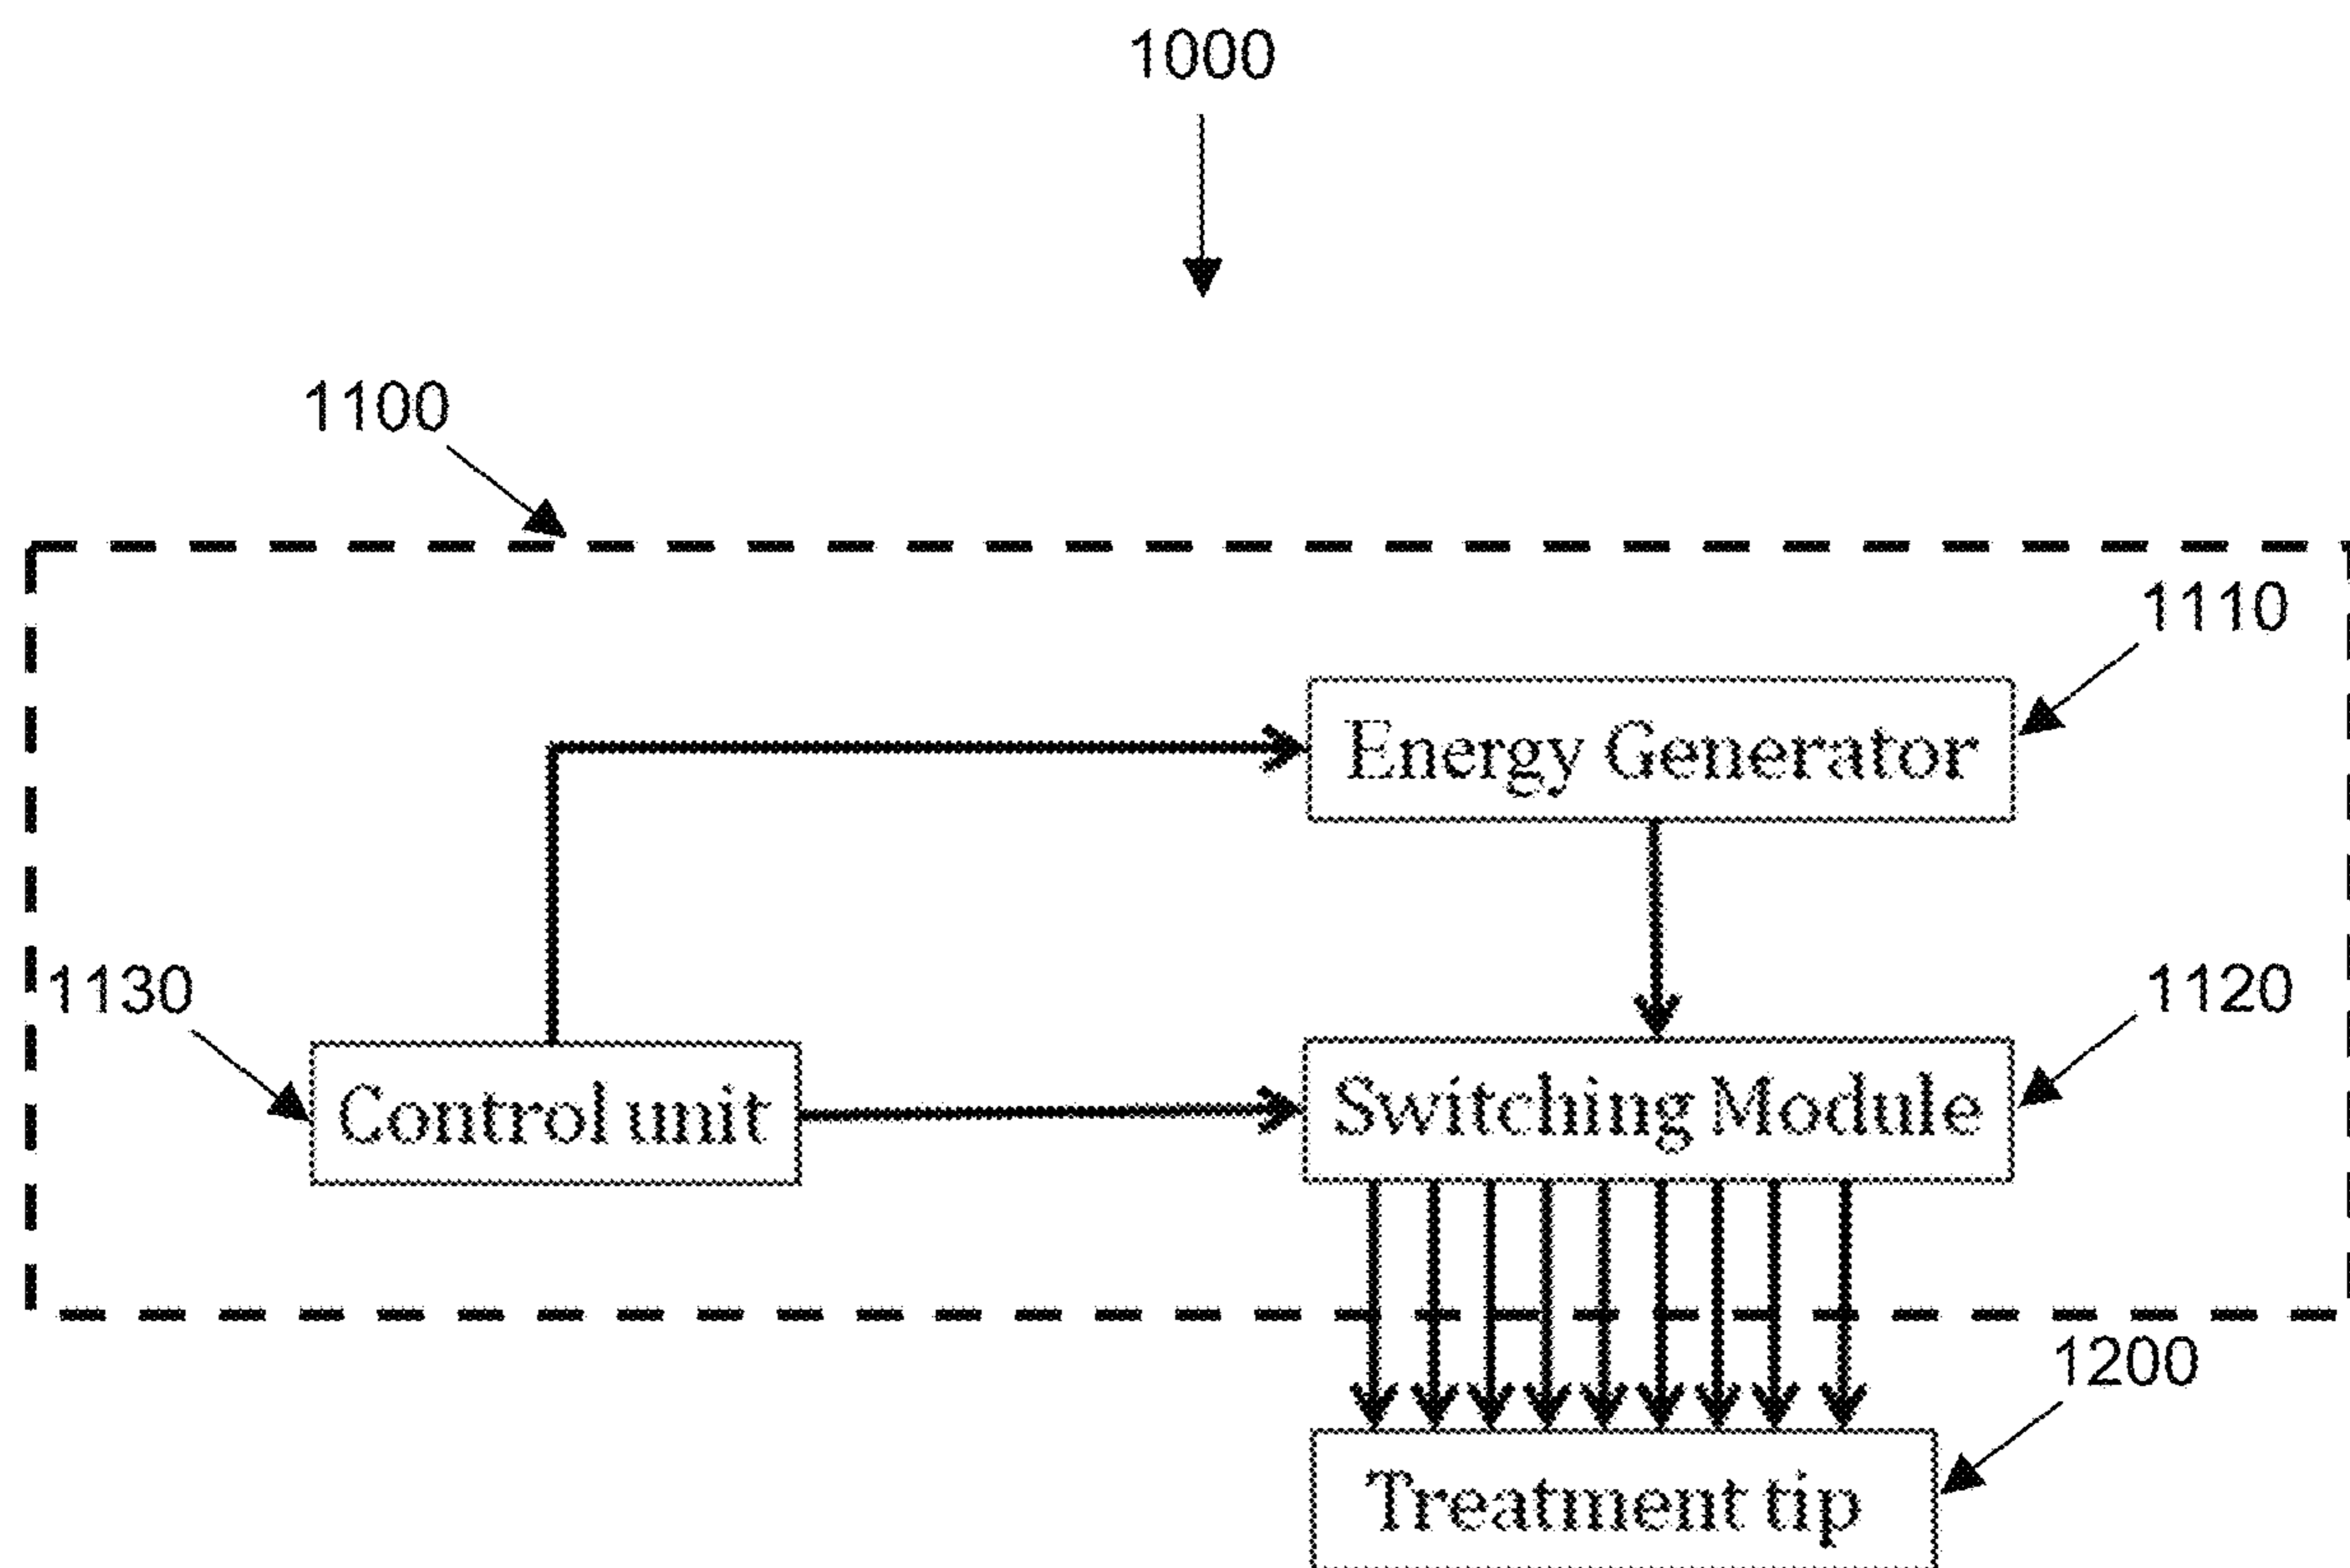 1000
1100
1110
Energy Generator
1130
1120
Control unit
Switching Module
1200
Treatment tip